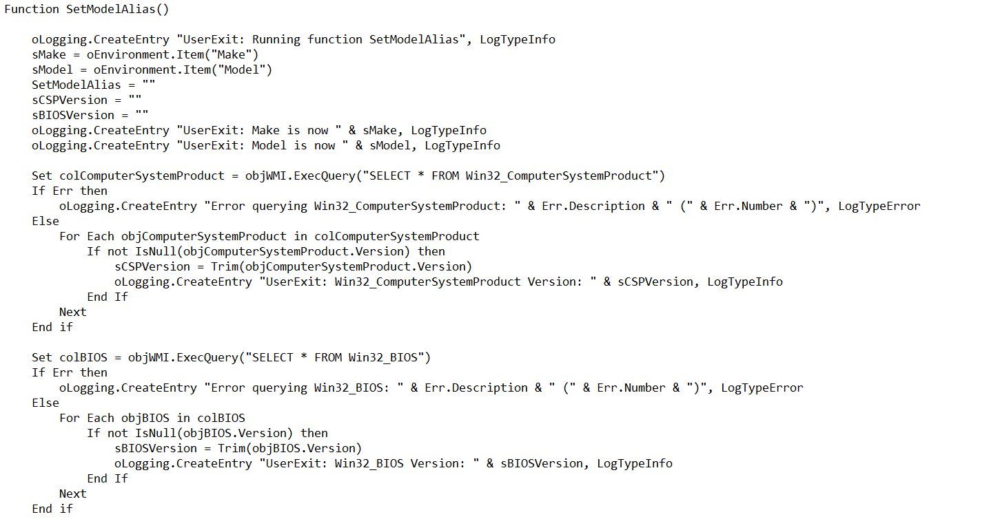 Function SetModelAlias()

    oLogging.CreateEntry "UserExit: Running function SetModelAlias", LogTypeInfo
    sMake = oEnvironment.Item("Make")
    sModel = oEnvironment.Item("Model")
    SetModelAlias = ""
    sCSPVersion = ""
    sBIOSVersion = ""
    oLogging.CreateEntry "UserExit: Make is now " & sMake, LogTypeInfo
    oLogging.CreateEntry "UserExit: Model is now " & sModel, LogTypeInfo

    Set colComputerSystemProduct = objWMI.ExecQuery("SELECT * FROM Win32_ComputerSystemProduct")
    If Err then
        oLogging.CreateEntry "Error querying Win32_ComputerSystemProduct: " & Err.Description & " (" & Err.Number & ")", LogTypeError
    Else
        For Each objComputerSystemProduct in colComputerSystemProduct
            If not IsNull(objComputerSystemProduct.Version) then
                sCSPVersion = Trim(objComputerSystemProduct.Version)
                oLogging.CreateEntry "UserExit: Win32_ComputerSystemProduct Version: " & sCSPVersion, LogTypeInfo
            End If
        Next
    End if

    Set colBIOS = objWMI.ExecQuery("SELECT * FROM Win32_BIOS")
    If Err then
        oLogging.CreateEntry "Error querying Win32_BIOS: " & Err.Description & " (" & Err.Number & ")", LogTypeError
    Else
        For Each objBIOS in colBIOS
            If not IsNull(objBIOS.Version) then
                sBIOSVersion = Trim(objBIOS.Version)
                oLogging.CreateEntry "UserExit: Win32_BIOS Version: " & sBIOSVersion, LogTypeInfo
            End If
        Next
    End if